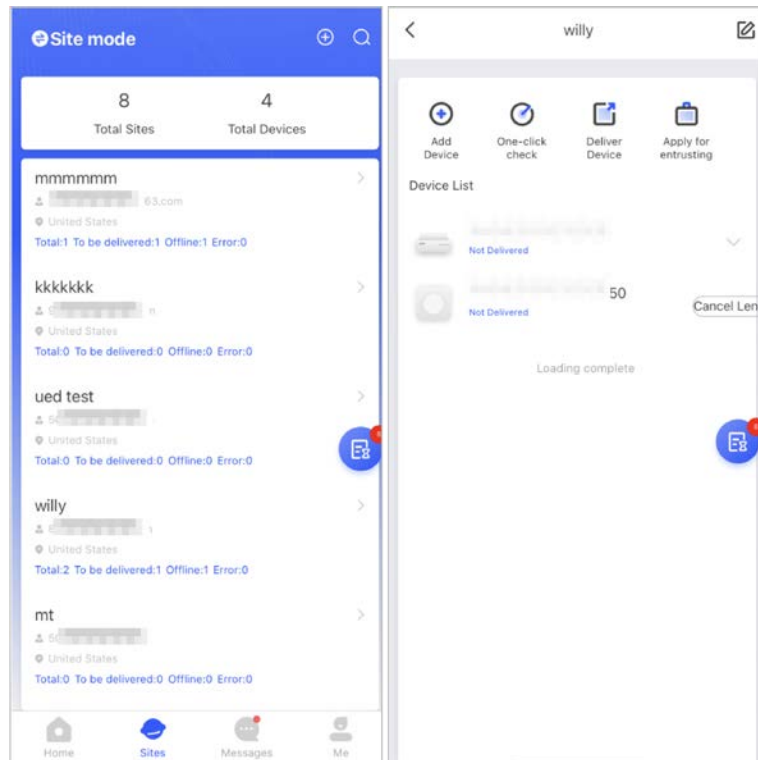 Site mode
8
4
Total Sites
Total Devices
mmmmmm
63.com
United States
Total:1 To be delivered:1 Offline:1 Error:0
kkkkkkk
United States
Total:0 To be delivered:0 Offline:0 Error:0
ued test
United States
Total:0 To be delivered:0 Offline:0 Error:0
willy
United States
Total:2 To be delivered:1 Offline:1 Error:0
mt
United States
Total:0 To be delivered:0 Offline:0 Error:0
Home
Sites
Messages
Me
willy
Add
Device
One-click
check
Deliver
Device
Apply for
entrusting
Device List
Not Delivered
50
Not Delivered
Cancel Len
Loading complete